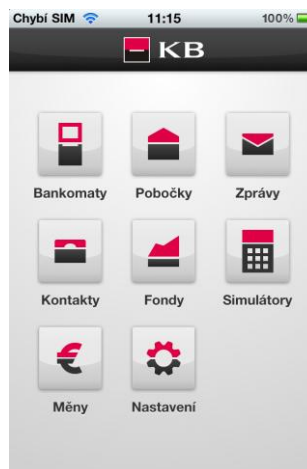 Chybí SIM 11:15 100%
KB
Bankomaty Pobočky Zprávy
Kontakty Fondy Simulátory
Měny Nastavení